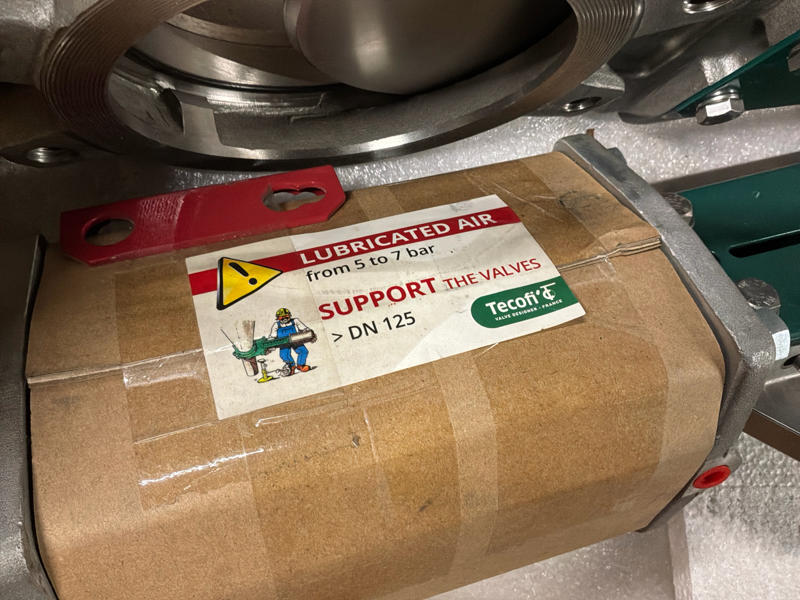 LUBRICATED AIR
from 5 to 7 bar
SUPPORT THE VALVES
> DN 125
Tecofi
VALVE DESIGNER - FRANCE